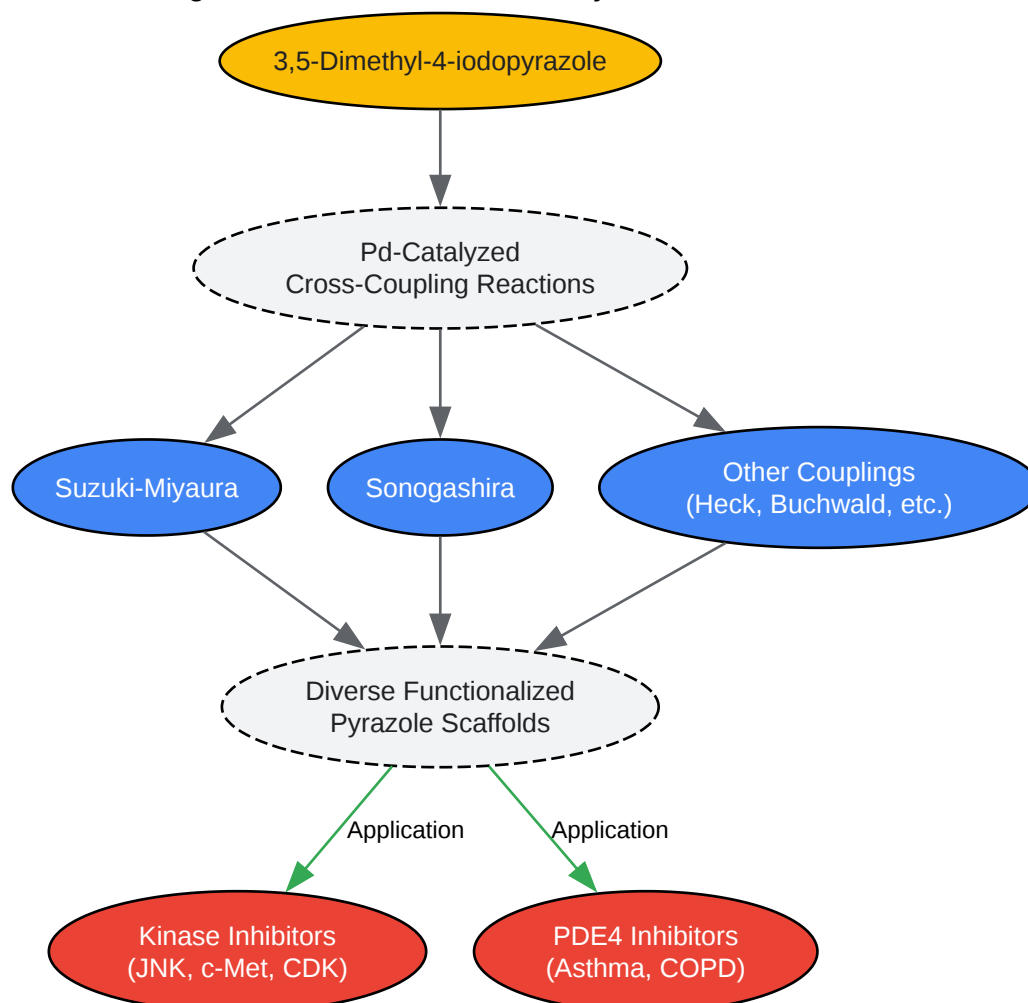 3,5-Dimethyl-4-iodopyrazole
Pd-Catalyzed
Cross-Coupling Reactions
Suzuki-Miyaura
Sonogashira
Other Couplings
(Heck, Buchwald, etc.)
Diverse Functionalized
Pyrazole Scaffolds
Application
Application
Kinase Inhibitors
(JNK, c-Met, CDK)
PDE4 Inhibitors
(Asthma, COPD)